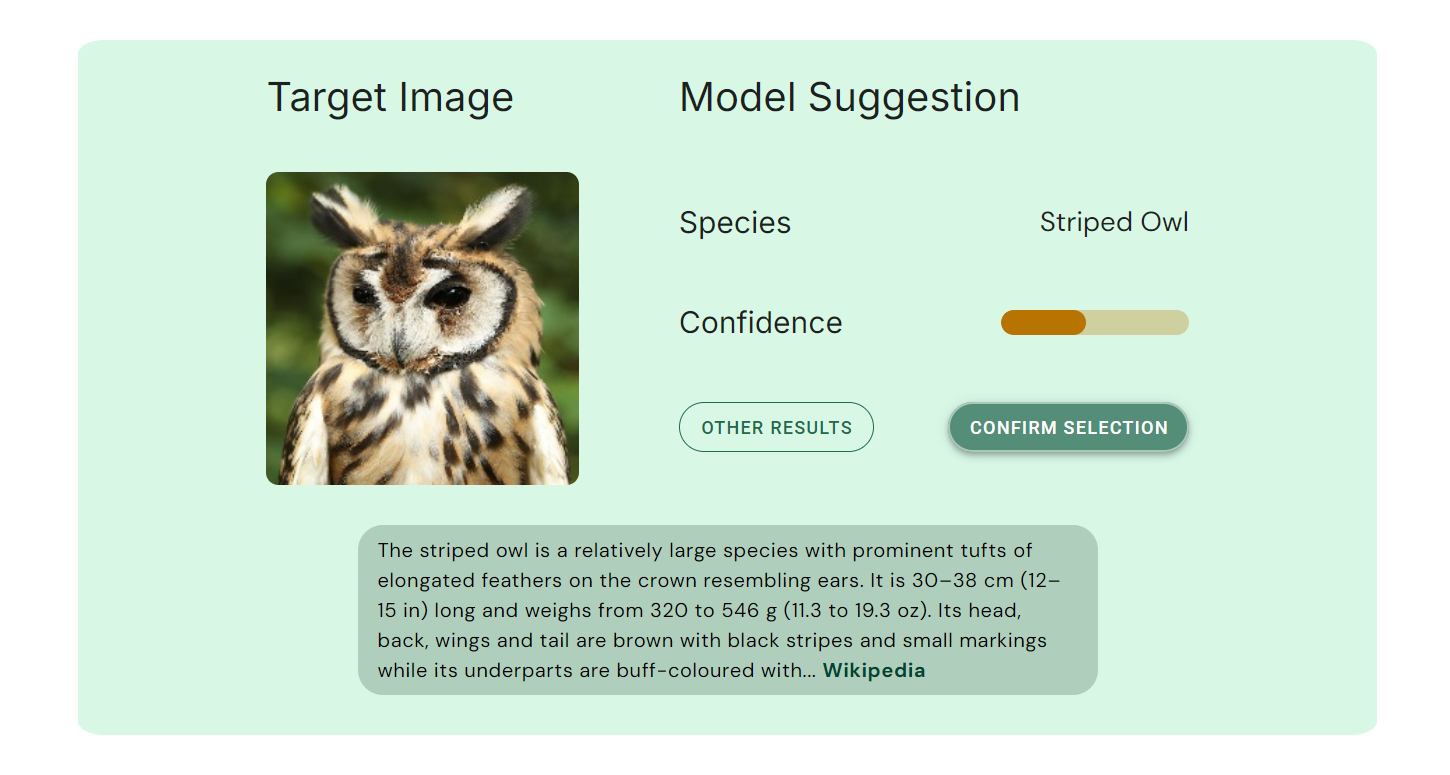 Target Image
Model Suggestion
Species
Striped Owl
Confidence
OTHER RESULTS
CONFIRM SELECTION
The striped owl is a relatively large species with prominent tufts of
elongated feathers on the crown resembling ears. It is 30–38 cm (12–
15 in) long and weighs from 320 to 546 g (11.3 to 19.3 oz). Its head,
back, wings and tail are brown with black stripes and small markings
while its underparts are buff-coloured with... Wikipedia